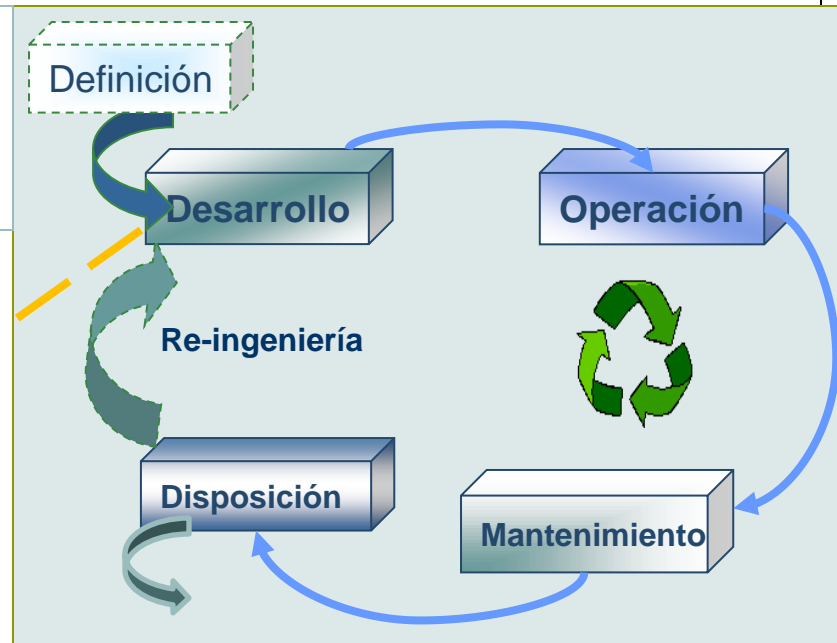 Definición
Desarrollo
Operación
Re-ingeniería
Disposición
Mantenimiento